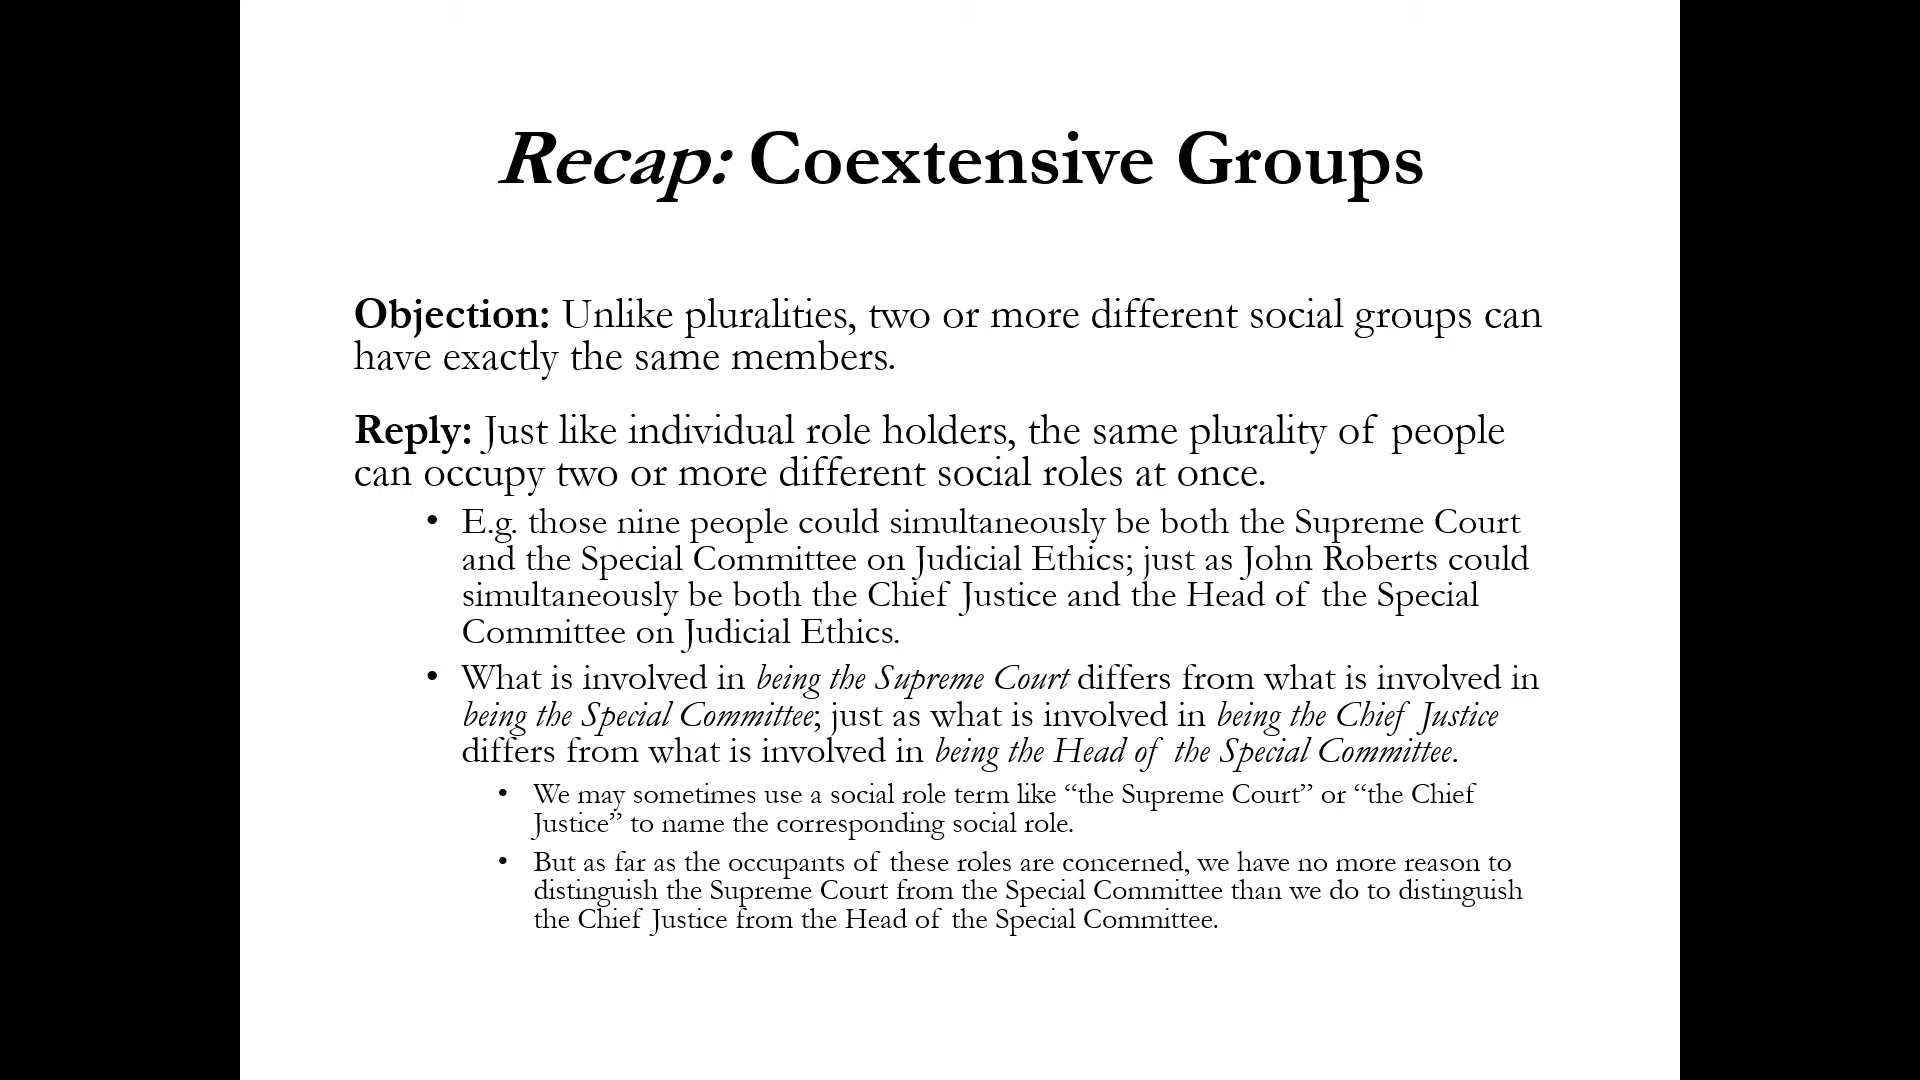 Recap: Coextensive Groups
Objection: Unlike pluralities, two or more different social groups can
have exactly the same members.
Reply: Just like individual role holders, the same plurality of people
can occupy two or more different social roles at once.
• E.g. those nine people could simultaneously be both the Supreme Court
and the Special Committee on Judicial Ethics; just as John Roberts could
simultaneously be both the Chief Justice and the Head of the Special
Committee on Judicial Ethics.
• What is involved in being the Supreme Court differs from what is involved in
being the Special Committee; just as what is involved in being the Chief Justice
differs from what is involved in being the Head of the Special Committee.
• We may sometimes use a social role term like “the Supreme Court” or “the Chief
Justice” to name the corresponding social role.
• But as far as the occupants of these roles are concerned, we have no more reason to
distinguish the Supreme Court from the Special Committee than we do to distinguish
the Chief Justice from the Head of the Special Committee.